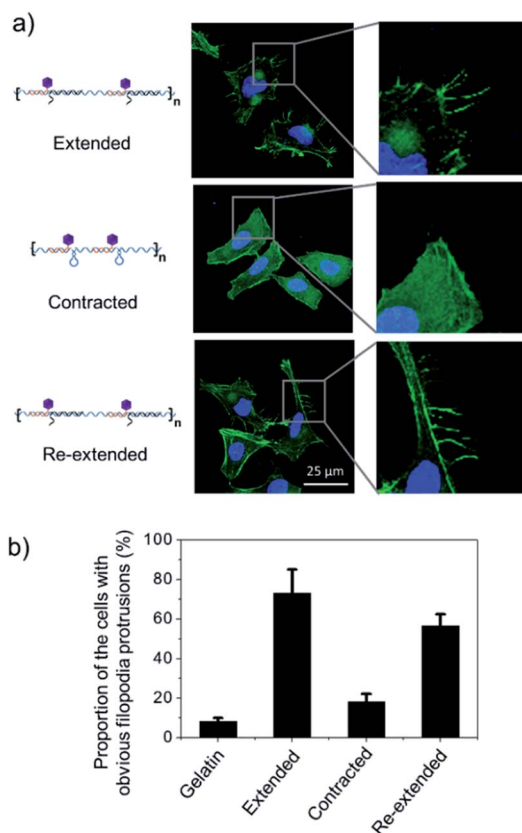 a)
[ ]n
Extended
[ ]n
Contracted
[ ]n
Re-extended
25 µm
b)
Proportion of the cells with
obvious filopodia protrusions (%)
100
80
60
40
20
0
Gelatin
Extended
Contracted
Re-extended